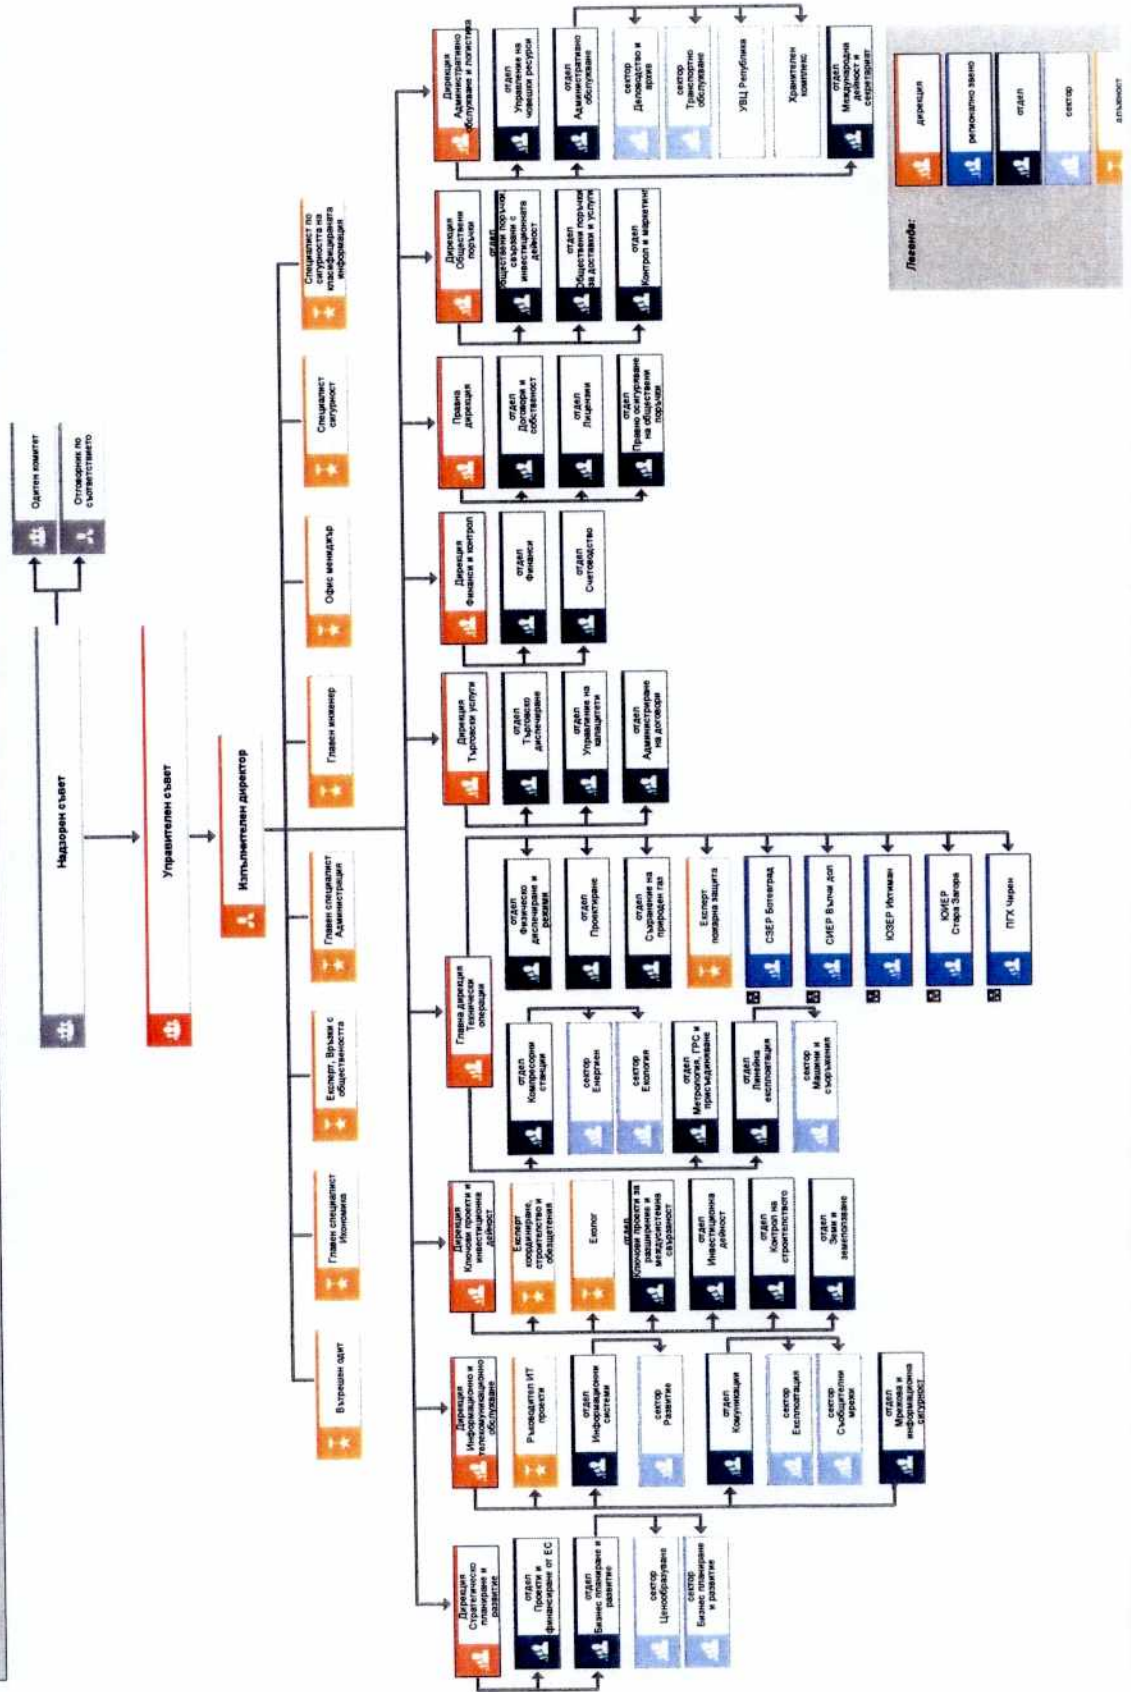 Надзорен съвет
Одитен комитет
Отговорник по
съответствието
Управителен съвет
Изпълнителен директор
Вътрешен одит
Главен специалист
Икономика
Експерт, Връзки с
обществеността
Главен специалист
Администрация
Главен инженер
Офис мениджър
Специалист
сигурност
Специалист по
сигурността на
класифицираната
информация
Дирекция
Стратегическо
планиране и
развитие
отдел
Проекти и
финансиране от ЕС
отдел
Бизнес планиране и
развитие
сектор
Ценообразуване
сектор
Бизнес планиране
и развитие
Дирекция
Информационно и
телекомуникационно
обслужване
Ръководител ИТ
проекти
отдел
Информационни
системи
сектор
Развитие
отдел
Комуникации
сектор
Експлоатация
сектор
Съобщителни
мрежи
отдел
Мрежова и
информационна
сигурност
Дирекция
Ключови проекти и
инвестиционна
дейност
Експерт
координиране,
строителство и
обезщетения
Еколог
отдел
Ключови проекти за
разширение и
междусистемна
свързаност
отдел
Инвестиционна
дейност
отдел
Контрол на
строителството
отдел
Земи и
земеползване
Главна дирекция
Технически
операции
отдел
Компресорни
станции
сектор
Енергиен
сектор
Екология
отдел
Метрология, ГРС и
присъединяване
отдел
Линейна
експлоатация
сектор
Машини и
съоръжения
отдел
Физическо
диспечиране и
режими
отдел
Проектиране
отдел
Съхранение на
природен газ
Експерт
пожарна защита
СЗЕР Ботевград
СИЕР Вълчи дол
ЮЗЕР Ихтиман
ЮИЕР
Стара Загора
ПГХ Чирен
Дирекция
Търговски услуги
отдел
Търговско
диспечиране
отдел
Управление на
капацитети
отдел
Администриране
на договори
Дирекция
Финанси и контрол
отдел
Финанси
отдел
Счетоводство
Правна
дирекция
отдел
Договори и
собственост
отдел
Лицензии
отдел
Правно осигуряване
на обществени
поръчки
Дирекция
Обществени
поръчки
отдел
Обществени поръчки,
свързани с
инвестиционната
дейност
отдел
Обществени поръчки
за доставки и услуги
отдел
Контрол и маркетинг
Дирекция
Административно
обслужване и логистика
отдел
Управление на
човешки ресурси
отдел
Административно
обслужване
сектор
Деловодство и
архив
сектор
Транспортно
обслужване
УВЦ Република
Хранителен
комплекс
отдел
Международна
дейност и
секретариат
Легенда:
дирекция
регионално звено
отдел
сектор